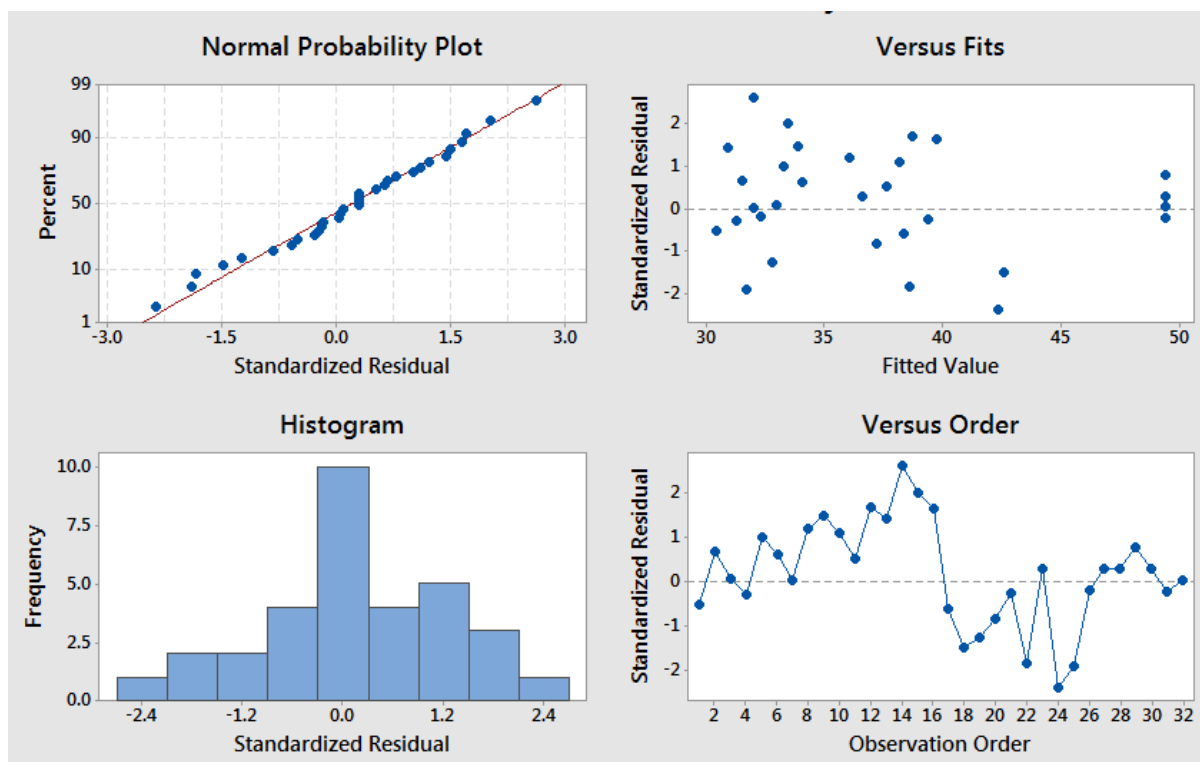 Normal Probability Plot
99
90
50
10
1
Percent
-3.0 -1.5 0.0 1.5 3.0
Standardized Residual
Versus Fits
2
1
0
-1
-2
Standardized Residual
30 35 40 45 50
Fitted Value
Histogram
10.0
7.5
5.0
2.5
0.0
Frequency
-2.4 -1.2 0.0 1.2 2.4
Standardized Residual
Versus Order
2
1
0
-1
-2
Standardized Residual
2 4 6 8 10 12 14 16 18 20 22 24 26 28 30 32
Observation Order